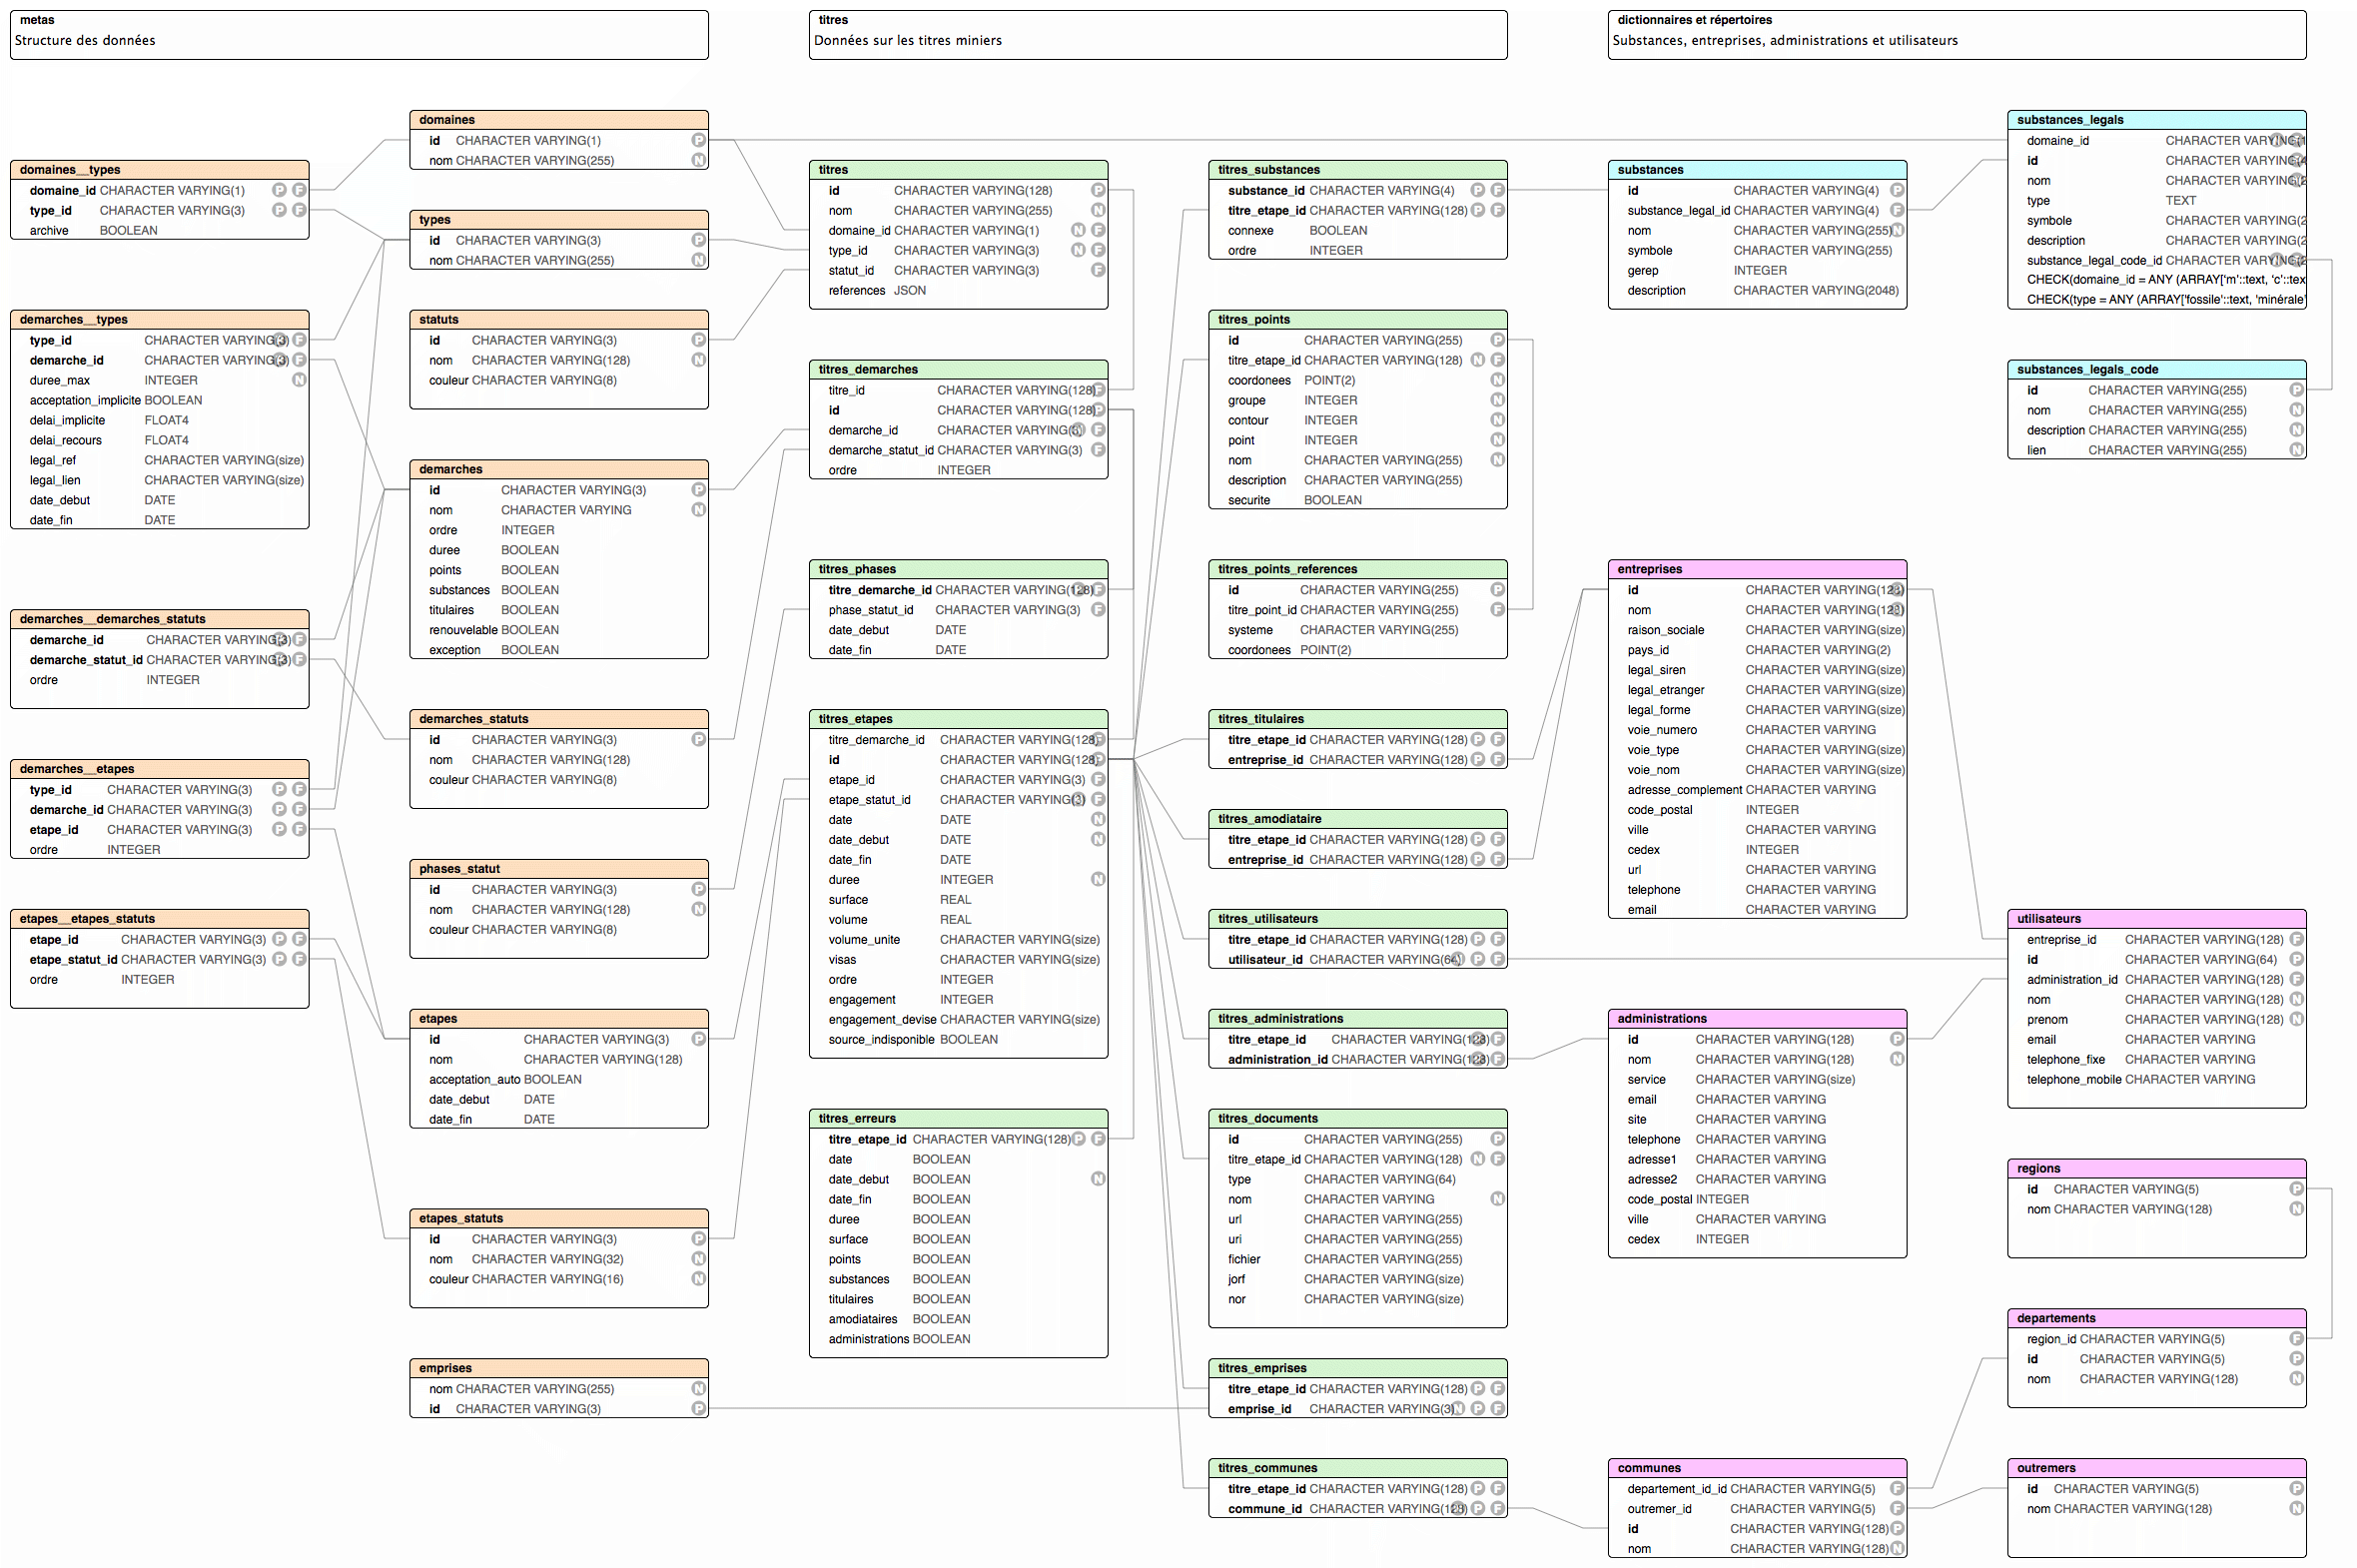 metas
Structure des données
titres
Données sur les titres miniers
dictionnaires et répertoires
Substances, entreprises, administrations et utilisateurs
domaines__types
domaine_id CHARACTER VARYING(1) P F
type_id CHARACTER VARYING(3) P F
archive BOOLEAN
demarches__types
type_id CHARACTER VARYING(3) F
demarche_id CHARACTER VARYING(3) F
duree_max INTEGER N
acceptation_implicite BOOLEAN
delai_implicite FLOAT4
delai_recours FLOAT4
legal_ref CHARACTER VARYING(size)
legal_lien CHARACTER VARYING(size)
date_debut DATE
date_fin DATE
demarches__demarches_statuts
demarche_id CHARACTER VARYING(3) F
demarche_statut_id CHARACTER VARYING(3) F
ordre INTEGER
demarches__etapes
type_id CHARACTER VARYING(3) P F
demarche_id CHARACTER VARYING(3) P F
etape_id CHARACTER VARYING(3) P F
ordre INTEGER
etapes__etapes_statuts
etape_id CHARACTER VARYING(3) P F
etape_statut_id CHARACTER VARYING(3) P F
ordre INTEGER
domaines
id CHARACTER VARYING(1) P
nom CHARACTER VARYING(255) N
types
id CHARACTER VARYING(3) P
nom CHARACTER VARYING(255) N
statuts
id CHARACTER VARYING(3) P
nom CHARACTER VARYING(128) N
couleur CHARACTER VARYING(8)
demarches
id CHARACTER VARYING(3) P
nom CHARACTER VARYING N
ordre INTEGER
duree BOOLEAN
points BOOLEAN
substances BOOLEAN
titulaires BOOLEAN
renouvelable BOOLEAN
exception BOOLEAN
demarches_statuts
id CHARACTER VARYING(3) P
nom CHARACTER VARYING(128)
couleur CHARACTER VARYING(8)
phases_statut
id CHARACTER VARYING(3) P
nom CHARACTER VARYING(128) N
couleur CHARACTER VARYING(8)
etapes
id CHARACTER VARYING(3) P
nom CHARACTER VARYING(128)
acceptation_auto BOOLEAN
date_debut DATE
date_fin DATE
etapes_statuts
id CHARACTER VARYING(3) P
nom CHARACTER VARYING(32) N
couleur CHARACTER VARYING(16) N
emprises
nom CHARACTER VARYING(255) N
id CHARACTER VARYING(3) P
titres
id CHARACTER VARYING(128) P
nom CHARACTER VARYING(255) N
domaine_id CHARACTER VARYING(1) N F
type_id CHARACTER VARYING(3) N F
statut_id CHARACTER VARYING(3) F
references JSON
titres_demarches
titre_id CHARACTER VARYING(128) F
id CHARACTER VARYING(128) P
demarche_id CHARACTER VARYING(3) F
demarche_statut_id CHARACTER VARYING(3) F
ordre INTEGER
titres_phases
titre_demarche_id CHARACTER VARYING(128) F
phase_statut_id CHARACTER VARYING(3) F
date_debut DATE
date_fin DATE
titres_etapes
titre_demarche_id CHARACTER VARYING(128)
id CHARACTER VARYING(128)
etape_id CHARACTER VARYING(3) F
etape_statut_id CHARACTER VARYING(3) F
date DATE N
date_debut DATE N
date_fin DATE
duree INTEGER N
surface REAL
volume REAL
volume_unite CHARACTER VARYING(size)
visas CHARACTER VARYING(size)
ordre INTEGER
engagement INTEGER
engagement_devise CHARACTER VARYING(size)
source_indisponible BOOLEAN
titres_erreurs
titre_etape_id CHARACTER VARYING(128) P F
date BOOLEAN
date_debut BOOLEAN N
date_fin BOOLEAN
duree BOOLEAN
surface BOOLEAN
points BOOLEAN
substances BOOLEAN
titulaires BOOLEAN
amodiataires BOOLEAN
administrations BOOLEAN
titres_substances
substance_id CHARACTER VARYING(4) P F
titre_etape_id CHARACTER VARYING(128) P F
connexe BOOLEAN
ordre INTEGER
titres_points
id CHARACTER VARYING(255) P
titre_etape_id CHARACTER VARYING(128) N F
coordonees POINT(2) N
groupe INTEGER N
contour INTEGER N
point INTEGER N
nom CHARACTER VARYING(255) N
description CHARACTER VARYING(255)
securite BOOLEAN
titres_points_references
id CHARACTER VARYING(255) P
titre_point_id CHARACTER VARYING(255) F
systeme CHARACTER VARYING(255)
coordonees POINT(2)
titres_titulaires
titre_etape_id CHARACTER VARYING(128) P F
entreprise_id CHARACTER VARYING(128) P F
titres_amodiataire
titre_etape_id CHARACTER VARYING(128) P F
entreprise_id CHARACTER VARYING(128) P F
titres_utilisateurs
titre_etape_id CHARACTER VARYING(128) P F
utilisateur_id CHARACTER VARYING(64) P F
titres_administrations
titre_etape_id CHARACTER VARYING(128) F
administration_id CHARACTER VARYING(128) F
titres_documents
id CHARACTER VARYING(255) P
titre_etape_id CHARACTER VARYING(128) N F
type CHARACTER VARYING(64)
nom CHARACTER VARYING N
url CHARACTER VARYING(255)
uri CHARACTER VARYING(255)
fichier CHARACTER VARYING(255)
jorf CHARACTER VARYING(size)
nor CHARACTER VARYING(size)
titres_emprises
titre_etape_id CHARACTER VARYING(128) P F
emprise_id CHARACTER VARYING(3) N P F
titres_communes
titre_etape_id CHARACTER VARYING(128) P F
commune_id CHARACTER VARYING(128) P F
substances
id CHARACTER VARYING(4) P
substance_legal_id CHARACTER VARYING(4) F
nom CHARACTER VARYING(255) N
symbole CHARACTER VARYING(255)
gerep INTEGER
description CHARACTER VARYING(2048)
entreprises
id CHARACTER VARYING(128)
nom CHARACTER VARYING(128)
raison_sociale CHARACTER VARYING(size)
pays_id CHARACTER VARYING(2)
legal_siren CHARACTER VARYING(size)
legal_etranger CHARACTER VARYING(size)
legal_forme CHARACTER VARYING(size)
voie_numero CHARACTER VARYING
voie_type CHARACTER VARYING(size)
voie_nom CHARACTER VARYING(size)
adresse_complement CHARACTER VARYING
code_postal INTEGER
ville CHARACTER VARYING
cedex INTEGER
url CHARACTER VARYING
telephone CHARACTER VARYING
email CHARACTER VARYING
administrations
id CHARACTER VARYING(128) P
nom CHARACTER VARYING(128) N
service CHARACTER VARYING(size)
email CHARACTER VARYING
site CHARACTER VARYING
telephone CHARACTER VARYING
adresse1 CHARACTER VARYING
adresse2 CHARACTER VARYING
code_postal INTEGER
ville CHARACTER VARYING
cedex INTEGER
communes
departement_id_id CHARACTER VARYING(5) F
outremer_id CHARACTER VARYING(5) F
id CHARACTER VARYING(128) P
nom CHARACTER VARYING(128) N
substances_legals
domaine_id CHARACTER VARYING(1
id CHARACTER VARYING(4
nom CHARACTER VARYING(2
type TEXT
symbole CHARACTER VARYING(2
description CHARACTER VARYING(2
substance_legal_code_id CHARACTER VARYING(2
CHECK(domaine_id = ANY (ARRAY['m'::text, 'c'::tex
CHECK(type = ANY (ARRAY['fossile'::text, 'minérale'
substances_legals_code
id CHARACTER VARYING(255) P
nom CHARACTER VARYING(255) N
description CHARACTER VARYING(255) N
lien CHARACTER VARYING(255) N
utilisateurs
entreprise_id CHARACTER VARYING(128) F
id CHARACTER VARYING(64) P
administration_id CHARACTER VARYING(128) F
nom CHARACTER VARYING(128) N
prenom CHARACTER VARYING(128) N
email CHARACTER VARYING
telephone_fixe CHARACTER VARYING
telephone_mobile CHARACTER VARYING
regions
id CHARACTER VARYING(5) P
nom CHARACTER VARYING(128) N
departements
region_id CHARACTER VARYING(5) F
id CHARACTER VARYING(5) P
nom CHARACTER VARYING(128) N
outremers
id CHARACTER VARYING(5) P
nom CHARACTER VARYING(128) N